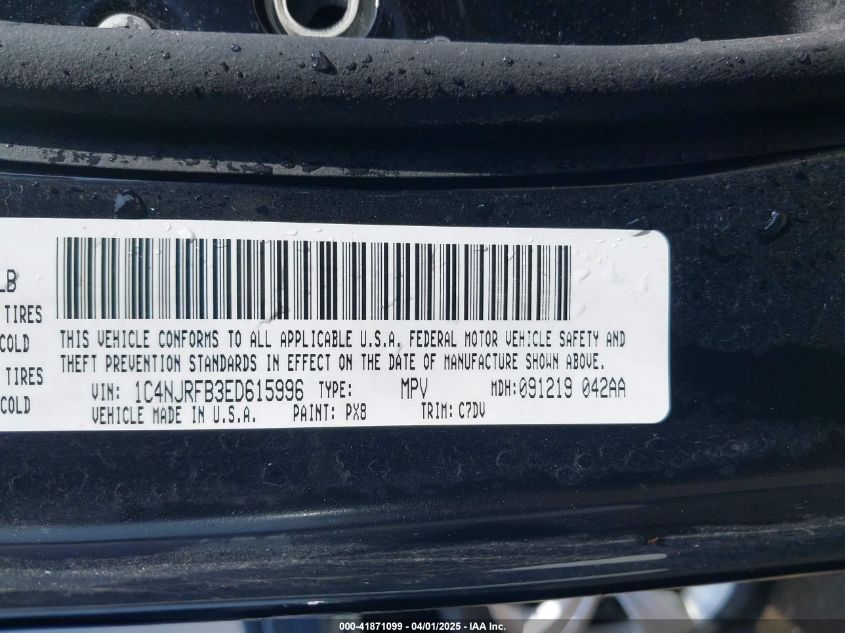 LB
TIRES
COLD
TIRES
COLD
THIS VEHICLE CONFORMS TO ALL APPLICABLE U.S.A. FEDERAL MOTOR VEHICLE SAFETY AND
THEFT PREVENTION STANDARDS IN EFFECT ON THE DATE OF MANUFACTURE SHOWN ABOVE.
VIN: 1C4NJRFB3ED615996 TYPE: MPV MDH: 091219 042AA
VEHICLE MADE IN U.S.A. PAINT: PX8 TRIM: C7DV
000-41871099 - 04/01/2025 - IAA Inc.